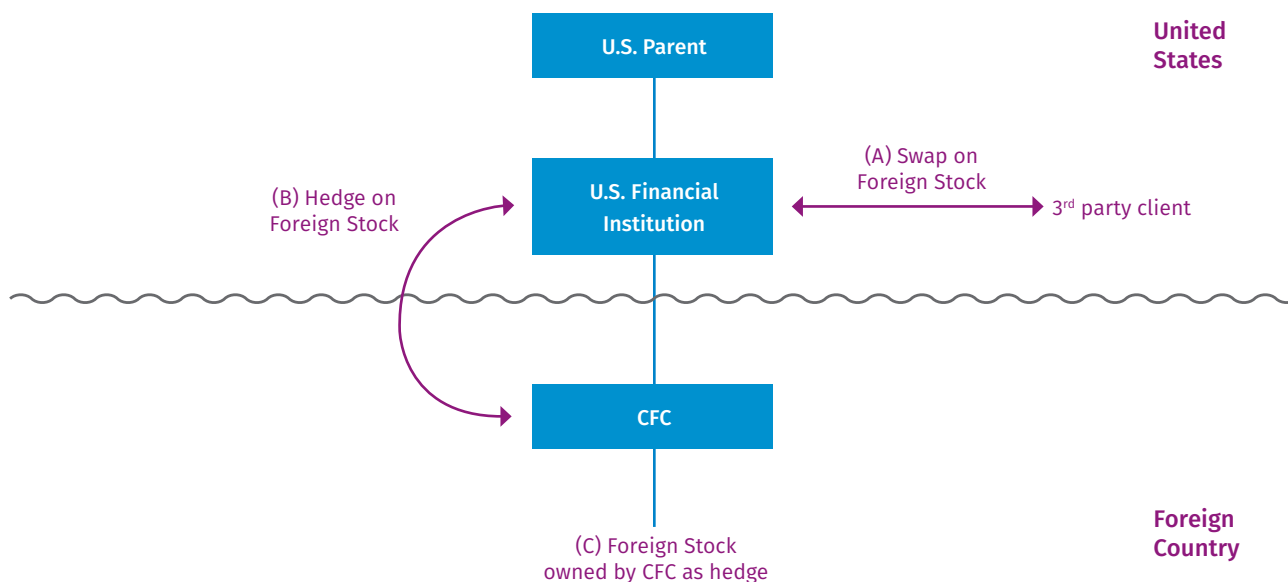 U.S. Parent
United
States
(A) Swap on
Foreign Stock
(B) Hedge on
Foreign Stock
U.S. Financial
Institution
3rd party client
CFC
(C) Foreign Stock
owned by CFC as hedge
Foreign
Country